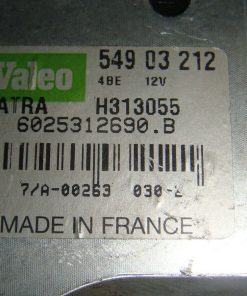 Valeo 549 03 212
4BE 12V
ATRA H313055
6025312690.B
7/A-00253 030-
MADE IN FRANCE